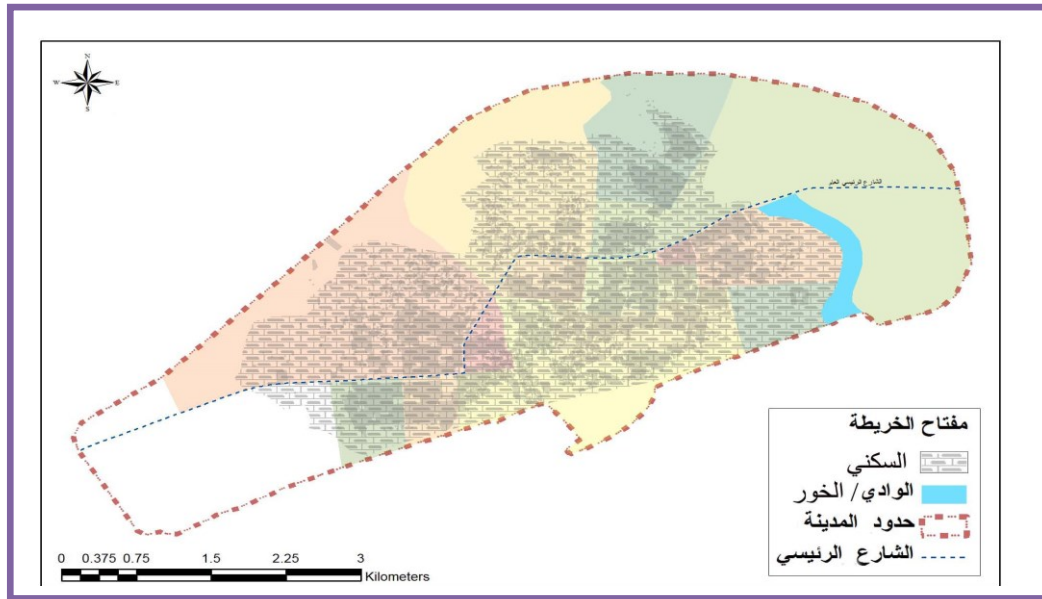 N
W E
S
الشارع الرئيسي العابر
مفتاح الخريطة
السكني
الوادي/ الخور
حدود المدينة
الشارع الرئيسي
0 0.375 0.75 1.5 2.25 3
Kilometers